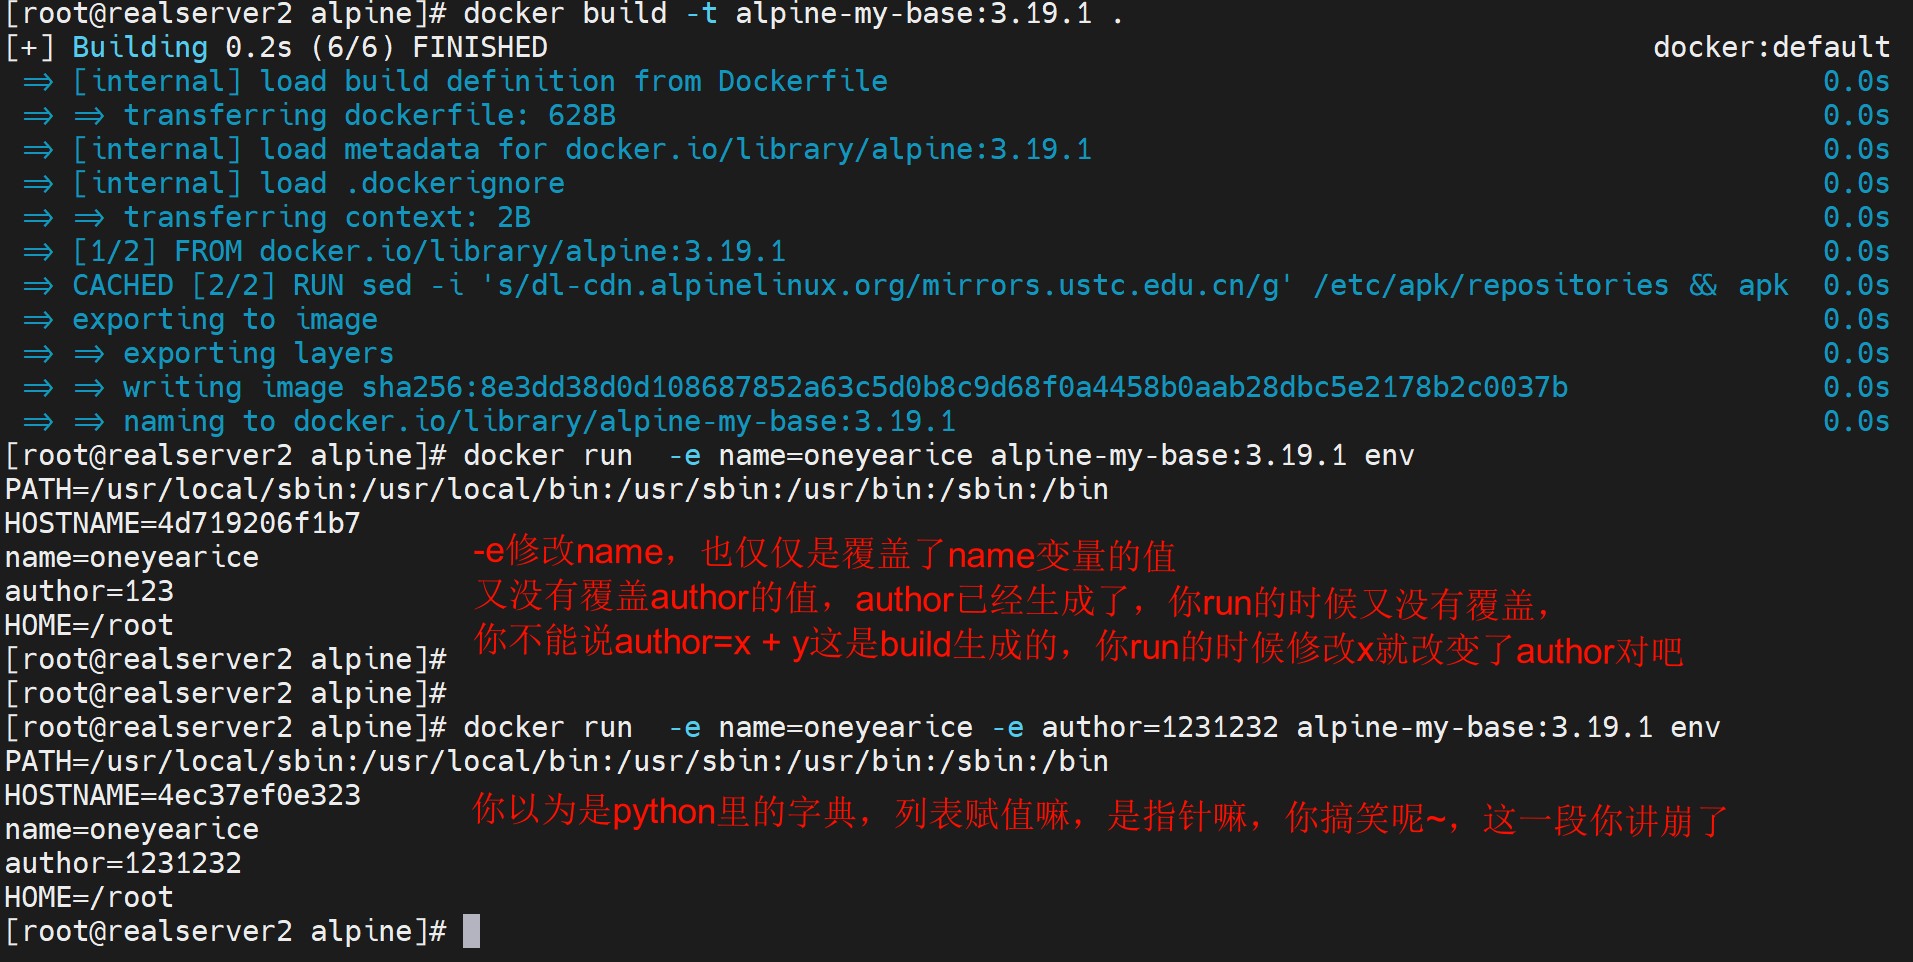 [root@realserver2 alpine]# docker build -t alpine-my-base:3.19.1 .
[+] Building 0.2s (6/6) FINISHED docker:default
=> [internal] load build definition from Dockerfile 0.0s
=> => transferring dockerfile: 628B 0.0s
=> [internal] load metadata for docker.io/library/alpine:3.19.1 0.0s
=> [internal] load .dockerignore 0.0s
=> => transferring context: 2B 0.0s
=> [1/2] FROM docker.io/library/alpine:3.19.1 0.0s
=> CACHED [2/2] RUN sed -i 's/dl-cdn.alpinelinux.org/mirrors.ustc.edu.cn/g' /etc/apk/repositories && apk 0.0s
=> exporting to image 0.0s
=> => exporting layers 0.0s
=> => writing image sha256:8e3dd38d0d108687852a63c5d0b8c9d68f0a4458b0aab28dbc5e2178b2c0037b 0.0s
=> => naming to docker.io/library/alpine-my-base:3.19.1 0.0s
[root@realserver2 alpine]# docker run  -e name=oneyearice alpine-my-base:3.19.1 env
PATH=/usr/local/sbin:/usr/local/bin:/usr/sbin:/usr/bin:/sbin:/bin
HOSTNAME=4d719206f1b7
name=oneyearice
author=123
HOME=/root
-e修改name，也仅仅是覆盖了name变量的值
又没有覆盖author的值，author已经生成了，你run的时候又没有覆盖，
你不能说author=x + y这是build生成的，你run的时候修改x就改变了author对吧
[root@realserver2 alpine]#
[root@realserver2 alpine]#
[root@realserver2 alpine]# docker run  -e name=oneyearice -e author=1231232 alpine-my-base:3.19.1 env
PATH=/usr/local/sbin:/usr/local/bin:/usr/sbin:/usr/bin:/sbin:/bin
HOSTNAME=4ec37ef0e323
name=oneyearice
author=1231232
HOME=/root
你以为是python里的字典，列表赋值嘛，是指针嘛，你搞笑呢~，这一段你讲崩了
[root@realserver2 alpine]#